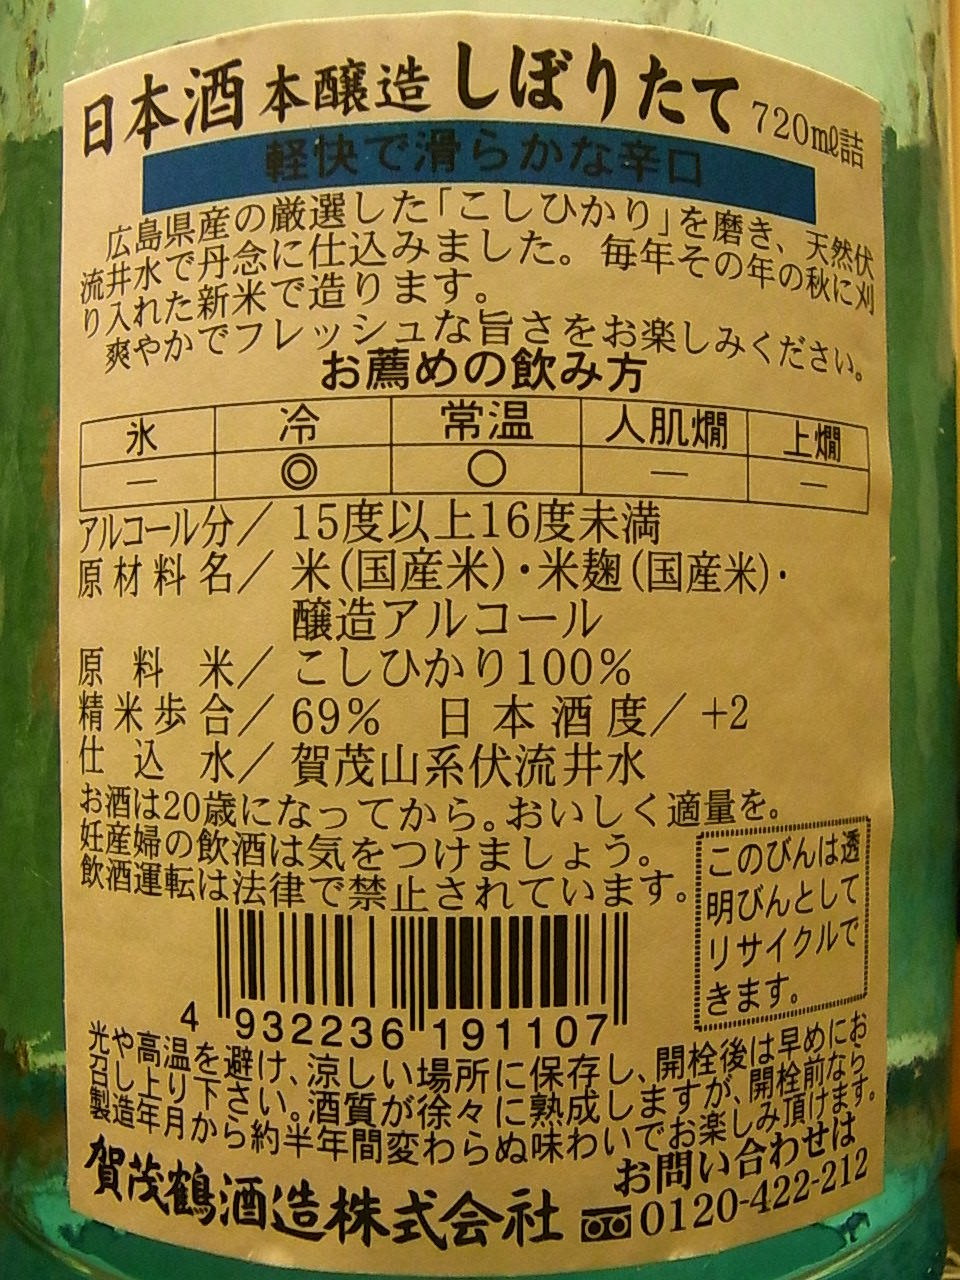 日本酒 本醸造 しぼりたて 720mℓ詰
軽快で滑らかな辛口
広島県産の厳選した「こしひかり」を磨き、天然伏
流井水で丹念に仕込みました。毎年その年の秋に刈
り入れた新米で造ります。
爽やかでフレッシュな旨さをお楽しみください。
お薦めの飲み方
氷 冷 常温 人肌燗 上燗
— ◎ ○ — —
アルコール分／ 15度以上16度未満
原材料名／ 米(国産米)・米麹(国産米)・
醸造アルコール
原料米／ こしひかり100%
精米歩合／ 69% 日本酒度／ +2
仕込水／ 賀茂山系伏流井水
お酒は20歳になってから。おいしく適量を。
妊産婦の飲酒は気をつけましょう。
飲酒運転は法律で禁止されています。
このびんは透
明びんとして
リサイクルで
きます。
4 932236 191107
光や高温を避け、涼しい場所に保存し、開栓後は早めにお
召し上り下さい。酒質が徐々に熟成しますが、開栓前なら
製造年月から約半年間変わらぬ味わいでお楽しみ頂けます。
お問い合わせは
賀茂鶴酒造株式会社 0120-422-212